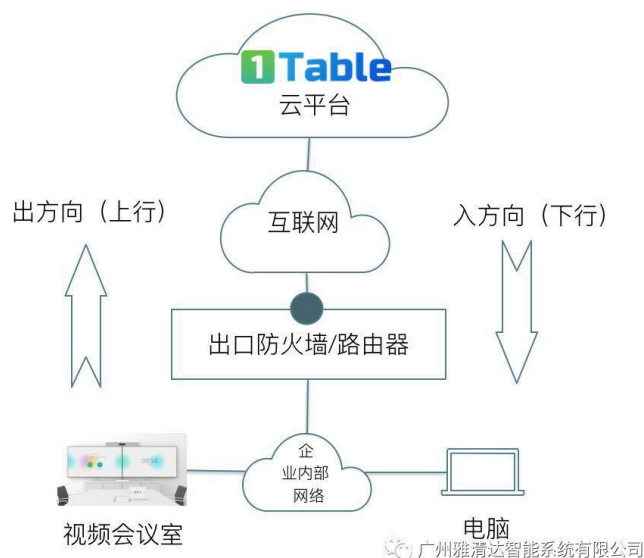 1Table
云平台
互联网
出方向（上行）
入方向（下行）
出口防火墙/路由器
企
业内部
网络
视频会议室
电脑
广州雅清达智能系统有限公司